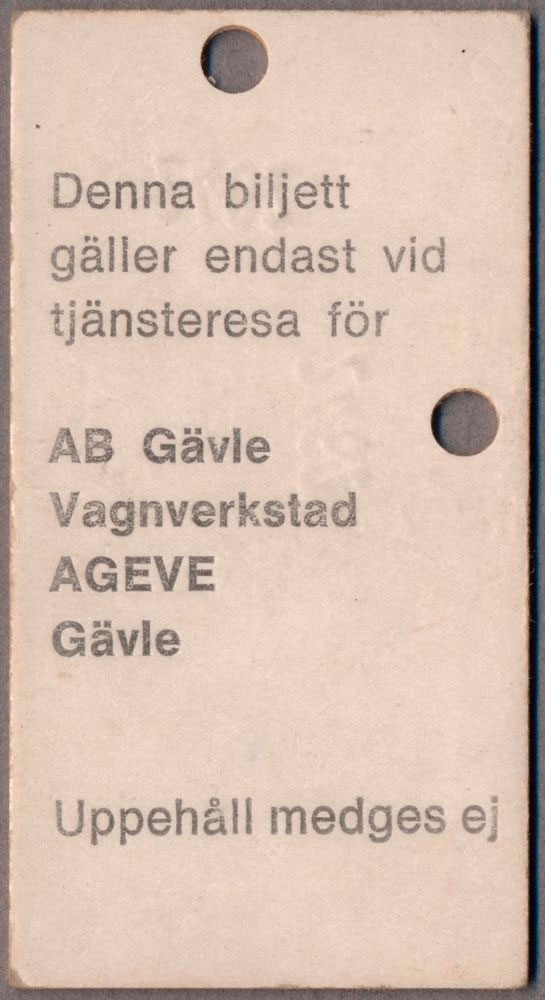 Denna biljett
gäller endast vid
tjänsteresa för
AB Gävle
Vagnverkstad
AGEVE
Gävle
Uppehåll medges ej